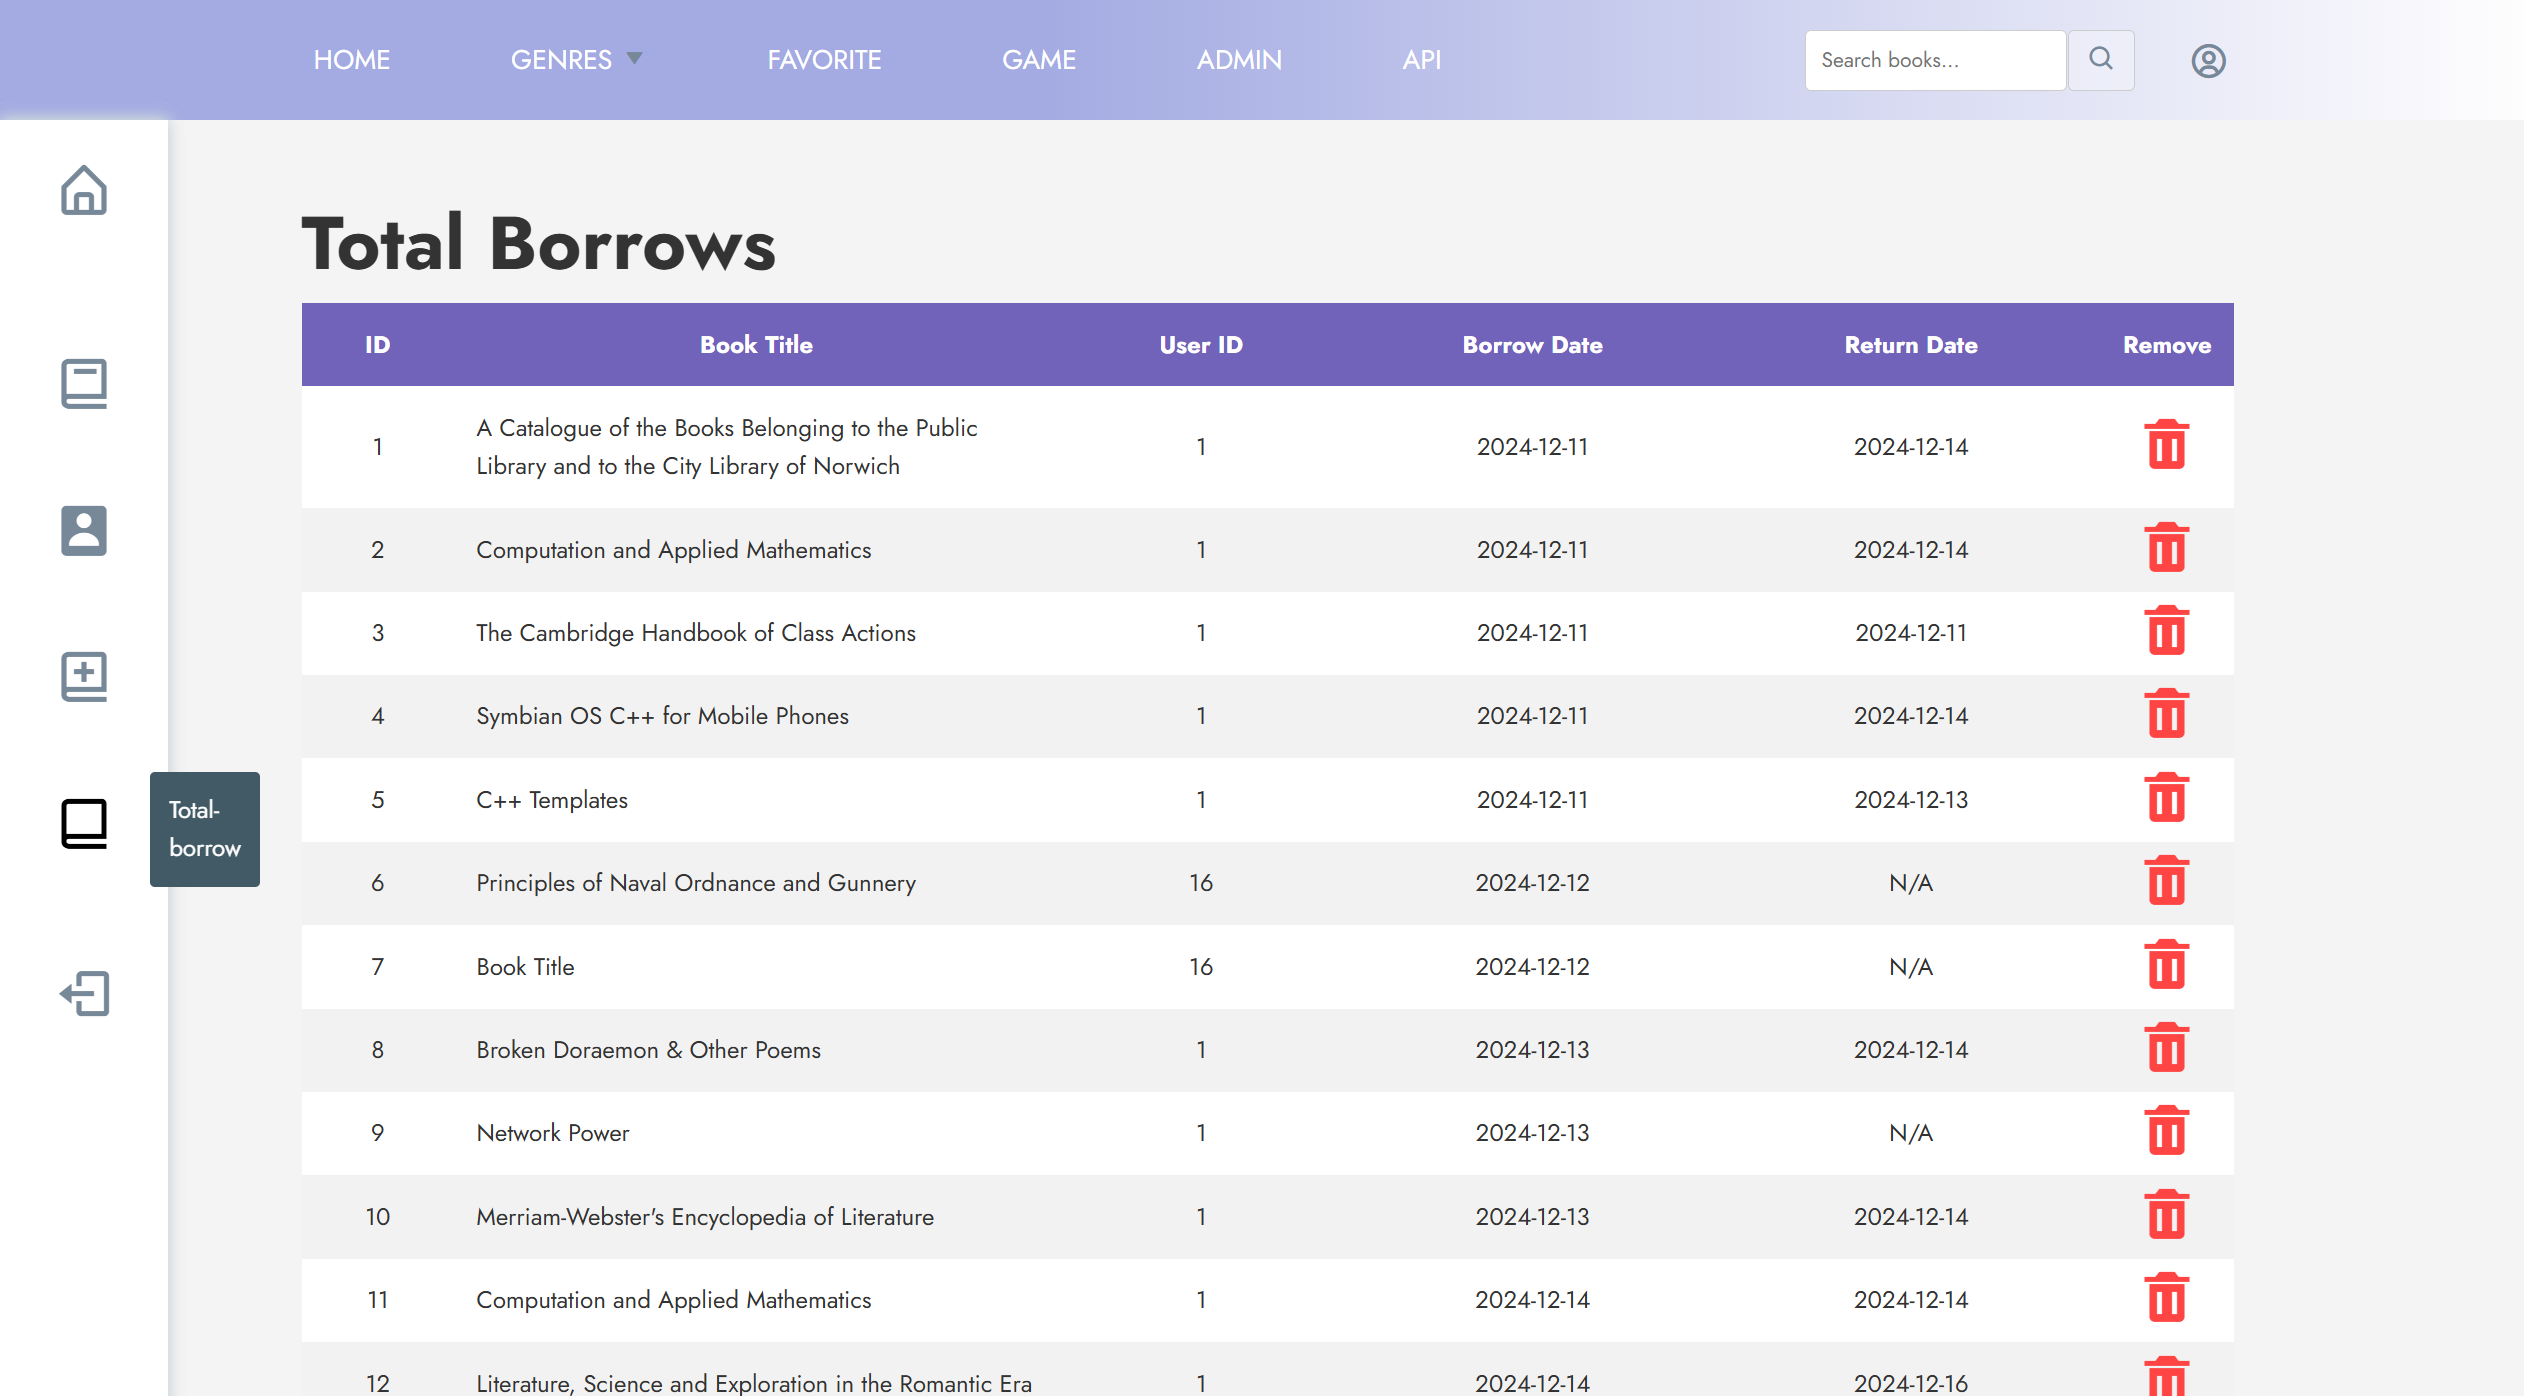 HOME GENRES FAVORITE GAME ADMIN API Search books...
Total Borrows
ID Book Title User ID Borrow Date Return Date Remove
1 A Catalogue of the Books Belonging to the Public
Library and to the City Library of Norwich 1 2024-12-11 2024-12-14
2 Computation and Applied Mathematics 1 2024-12-11 2024-12-14
3 The Cambridge Handbook of Class Actions 1 2024-12-11 2024-12-11
4 Symbian OS C++ for Mobile Phones 1 2024-12-11 2024-12-14
5 C++ Templates 1 2024-12-11 2024-12-13
Total-
borrow
6 Principles of Naval Ordnance and Gunnery 16 2024-12-12 N/A
7 Book Title 16 2024-12-12 N/A
8 Broken Doraemon & Other Poems 1 2024-12-13 2024-12-14
9 Network Power 1 2024-12-13 N/A
10 Merriam-Webster's Encyclopedia of Literature 1 2024-12-13 2024-12-14
11 Computation and Applied Mathematics 1 2024-12-14 2024-12-14
12 Literature, Science and Exploration in the Romantic Era 1 2024-12-14 2024-12-16